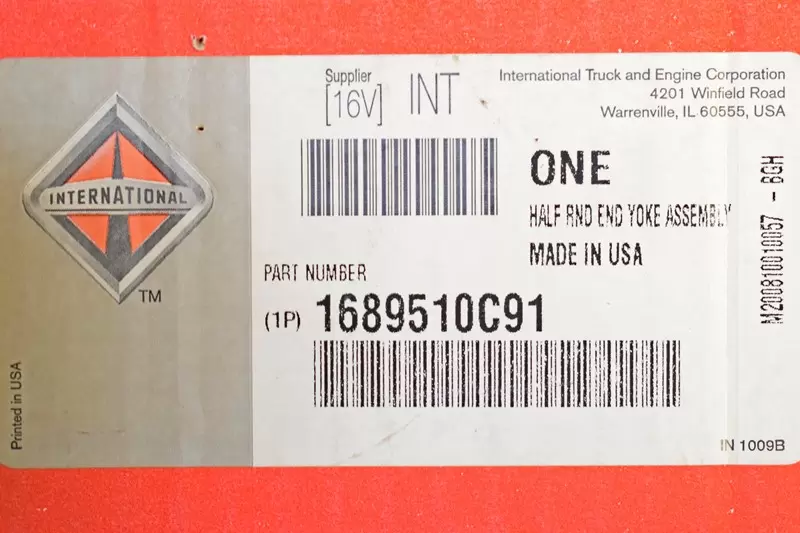 INTERNATIONAL
TM
Printed in USA
Supplier
[16V] INT
International Truck and Engine Corporation
4201 Winfield Road
Warrenville, IL 60555, USA
ONE
HALF RND END YOKE ASSEMBLY
MADE IN USA
PART NUMBER
(1P) 1689510C91
M200810010057 - BGH
IN 1009B